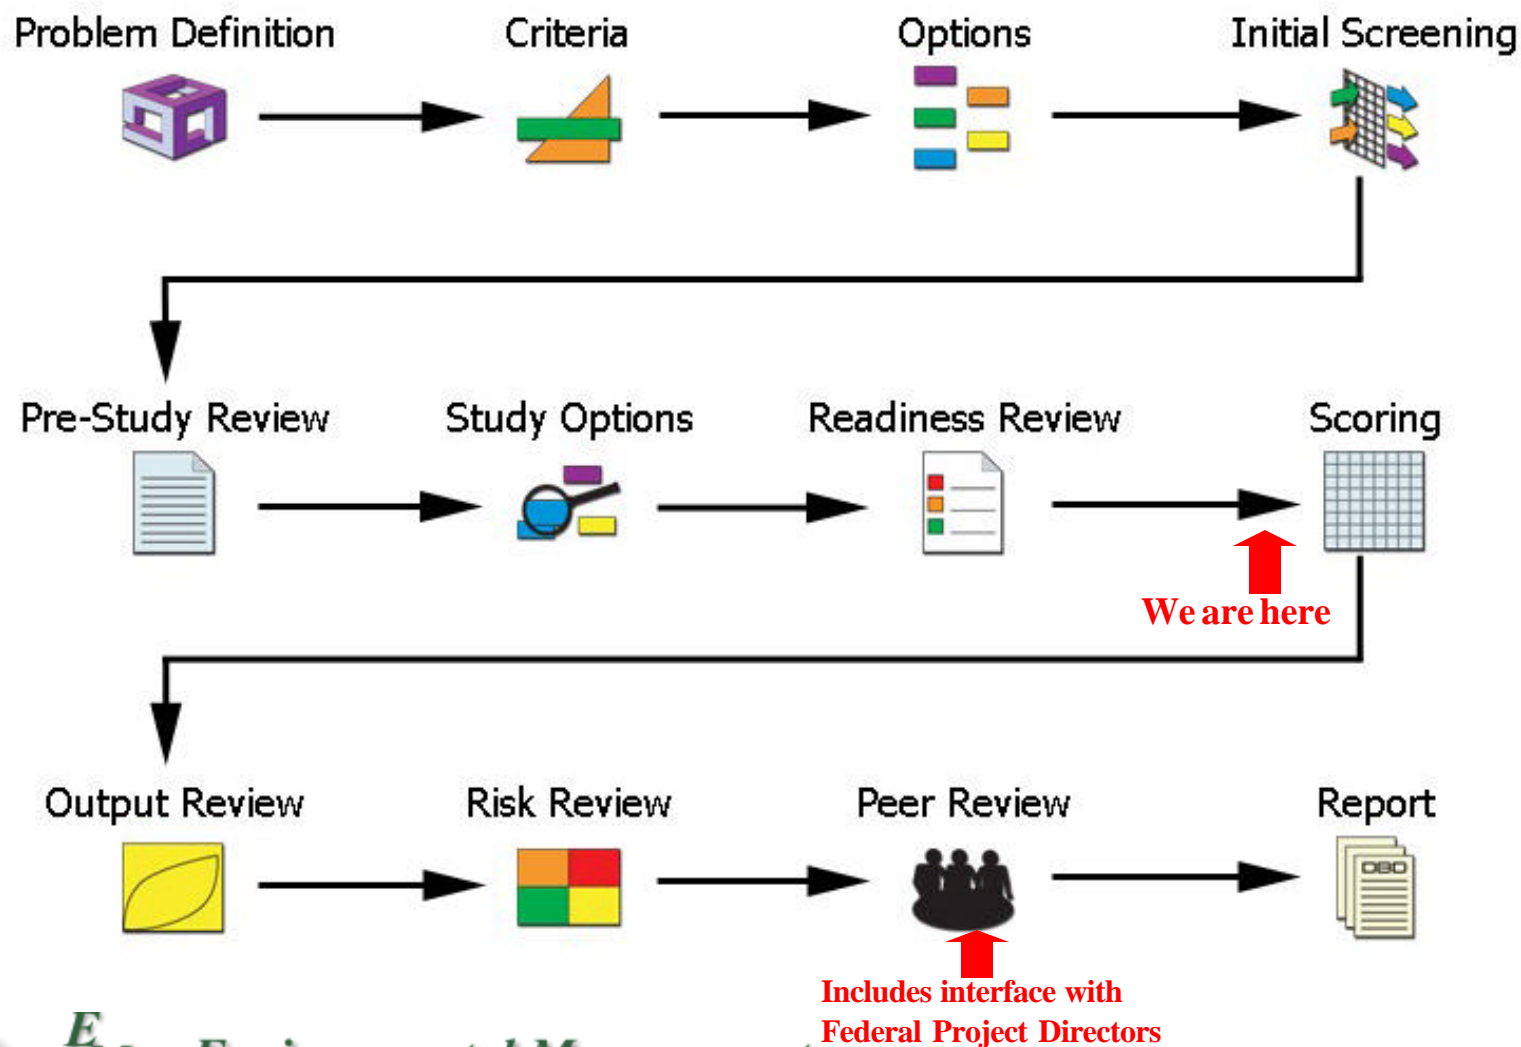 Problem Definition
Criteria
Options
Initial Screening
Pre-Study Review
Study Options
Readiness Review
Scoring
We are here
Output Review
Risk Review
Peer Review
Report
DBD
Includes interface with
Federal Project Directors
E